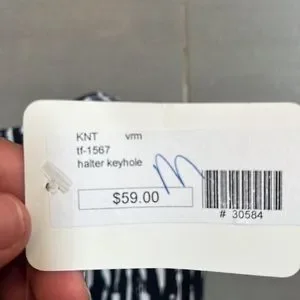 KNT vrm
tf-1567
halter keyhole
M
$59.00
# 30584